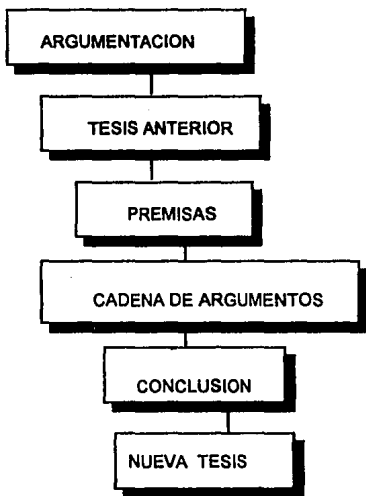 ARGUMENTACION
TESIS ANTERIOR
PREMISAS
CADENA DE ARGUMENTOS
CONCLUSION
NUEVA TESIS